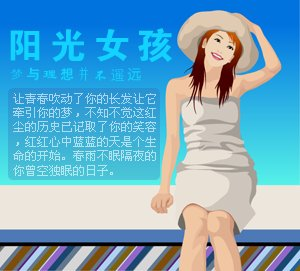 阳光女孩
梦与理想并不遥远
让青春吹动了你的长发让它
牵引你的梦，不知不觉这红
尘的历史已记取了你的笑容
，红红心中蓝蓝的天是个生
命的开始。春雨不眠隔夜的
你曾空独眠的日子。